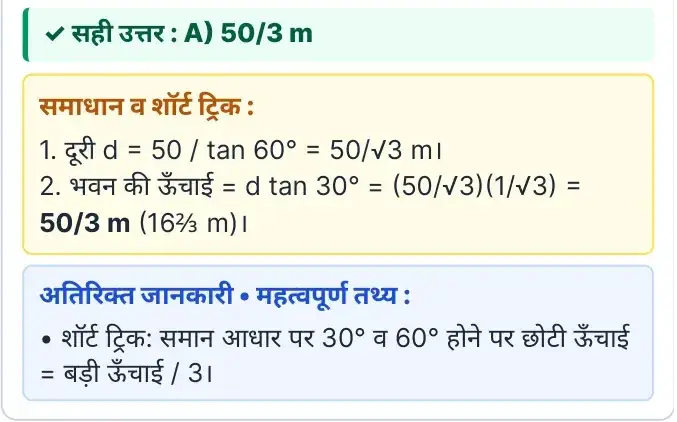 ✓ सही उत्तर : A) 50/3 m
समाधान व शॉर्ट ट्रिक :
1. दूरी d = 50 / tan 60° = 50/√3 m।
2. भवन की ऊँचाई = d tan 30° = (50/√3)(1/√3) =
50/3 m (16⅔ m)।
अतिरिक्त जानकारी • महत्वपूर्ण तथ्य :
• शॉर्ट ट्रिक: समान आधार पर 30° व 60° होने पर छोटी ऊँचाई
= बड़ी ऊँचाई / 3।